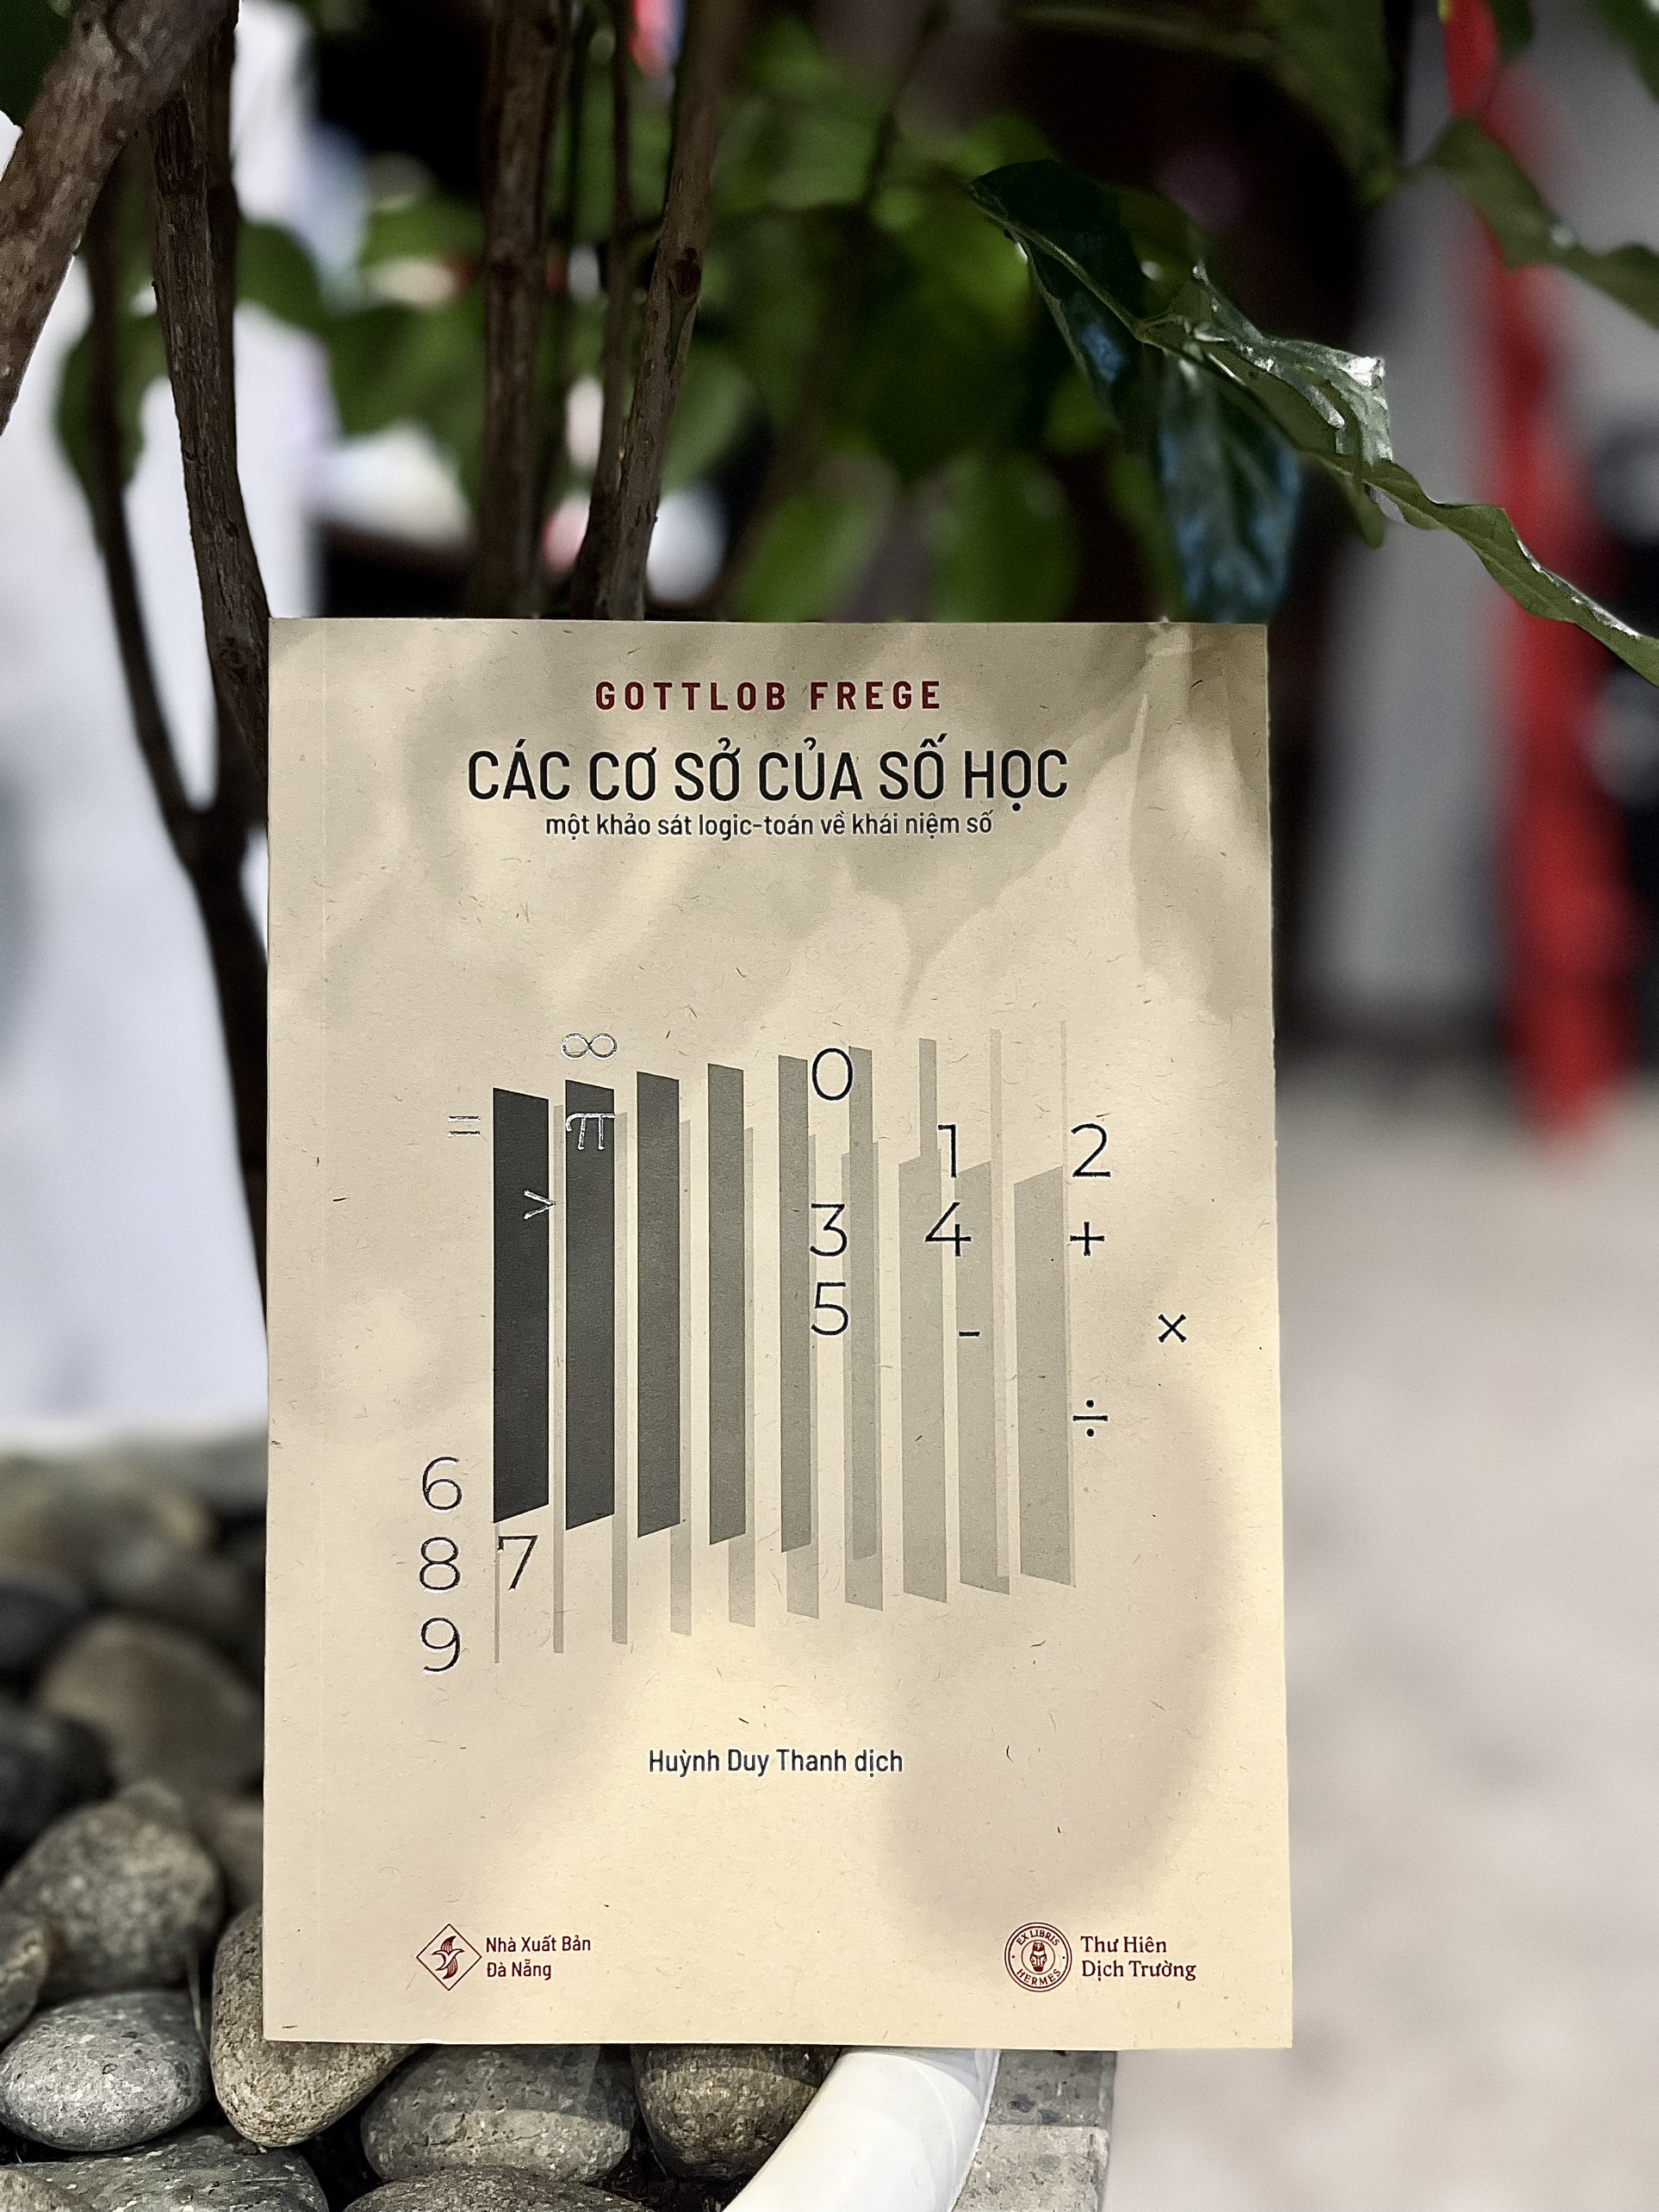 GOTTLOB FREGE
CÁC CƠ SỞ CỦA SỐ HỌC
một khảo sát logic-toán về khái niệm số
∞
0
= π 1 2
> 3 4 +
5 - ×
÷
6
8 7
9
Huỳnh Duy Thanh dịch
Nhà Xuất Bản
Đà Nẵng
EX LIBRIS
HERMES
Thư Hiên
Dịch Trường